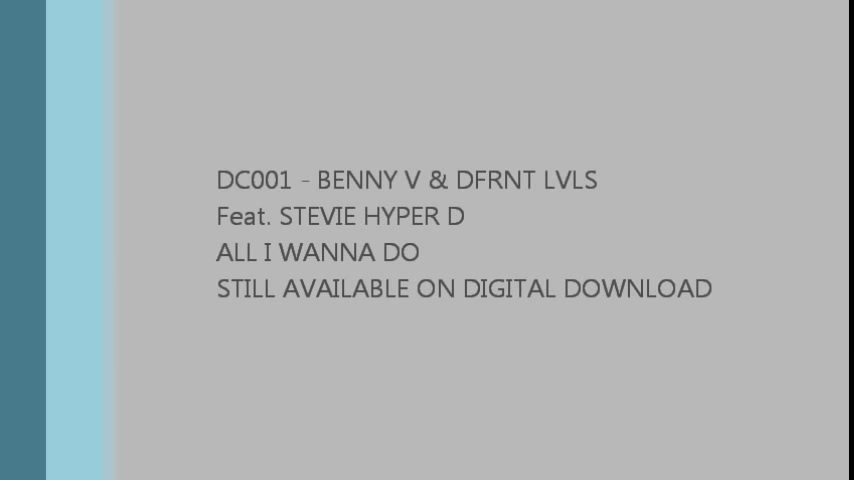 DC001 - BENNY V & DFRNT LVLS
Feat. STEVIE HYPER D
ALL I WANNA DO
STILL AVAILABLE ON DIGITAL DOWNLOAD